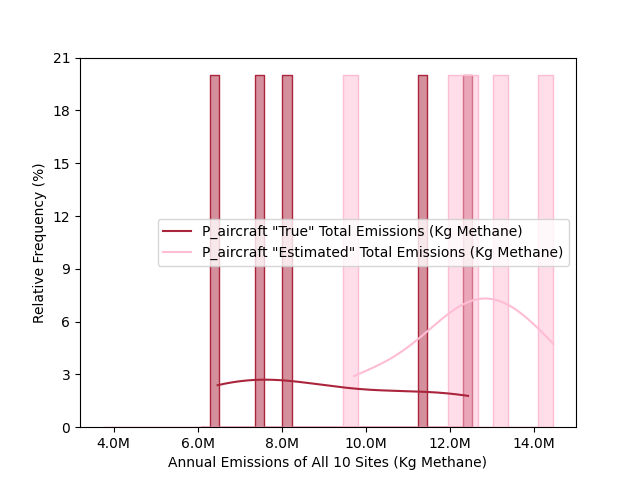 21
18
15
12
9
6
3
0
Relative Frequency (%)
P_aircraft "True" Total Emissions (Kg Methane)
P_aircraft "Estimated" Total Emissions (Kg Methane)
4.0M 6.0M 8.0M 10.0M 12.0M 14.0M
Annual Emissions of All 10 Sites (Kg Methane)